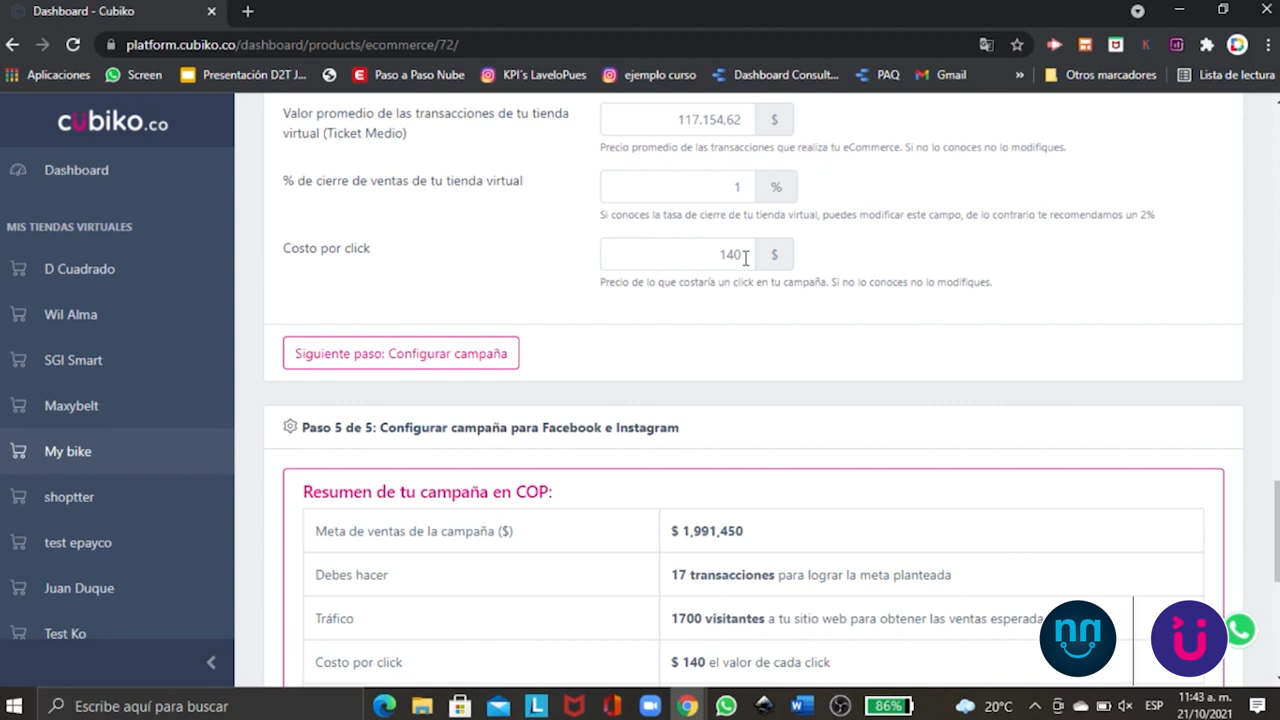 Dashboard - Cubiko
platform.cubiko.co/dashboard/products/ecommerce/72/
Aplicaciones
Screen
Presentación D2T J...
Paso a Paso Nube
KPI´s LaveloPues
ejemplo curso
Dashboard Consult...
PAQ
Gmail
»
Otros marcadores
Lista de lectura
cubiko.co
Dashboard
MIS TIENDAS VIRTUALES
D Cuadrado
Wil Alma
SGI Smart
Maxybelt
My bike
shoptter
test epayco
Juan Duque
Test Ko
Valor promedio de las transacciones de tu tienda
virtual (Ticket Medio)
117.154,62 $
Precio promedio de las transacciones que realiza tu eCommerce. Si no lo conoces no lo modifiques.
% de cierre de ventas de tu tienda virtual
1 %
Si conoces la tasa de cierre de tu tienda virtual, puedes modificar este campo, de lo contrario te recomendamos un 2%
Costo por click
140 $
Precio de lo que costaría un click en tu campaña. Si no lo conoces no lo modifiques.
Siguiente paso: Configurar campaña
Paso 5 de 5: Configurar campaña para Facebook e Instagram
Resumen de tu campaña en COP:
Meta de ventas de la campaña ($)
$ 1,991,450
Debes hacer
17 transacciones para lograr la meta planteada
Tráfico
1700 visitantes a tu sitio web para obtener las ventas esperada
Costo por click
$ 140 el valor de cada click
Escribe aquí para buscar
86%
20°C
ESP
11:43 a. m.
21/10/2021